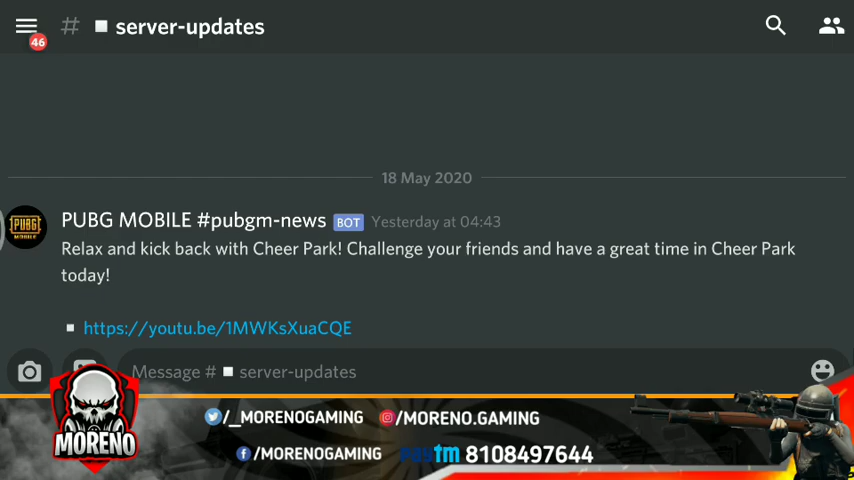 # server-updates
46
18 May 2020
PUBG MOBILE #pubgm-news BOT Yesterday at 04:43
Relax and kick back with Cheer Park! Challenge your friends and have a great time in Cheer Park
today!
https://youtu.be/1MWKsXuaCQE
Message # server-updates
PUBG
MOBILE
MORENO
/_MORENOGAMING /MORENO.GAMING
/MORENOGAMING paytm 8108497644